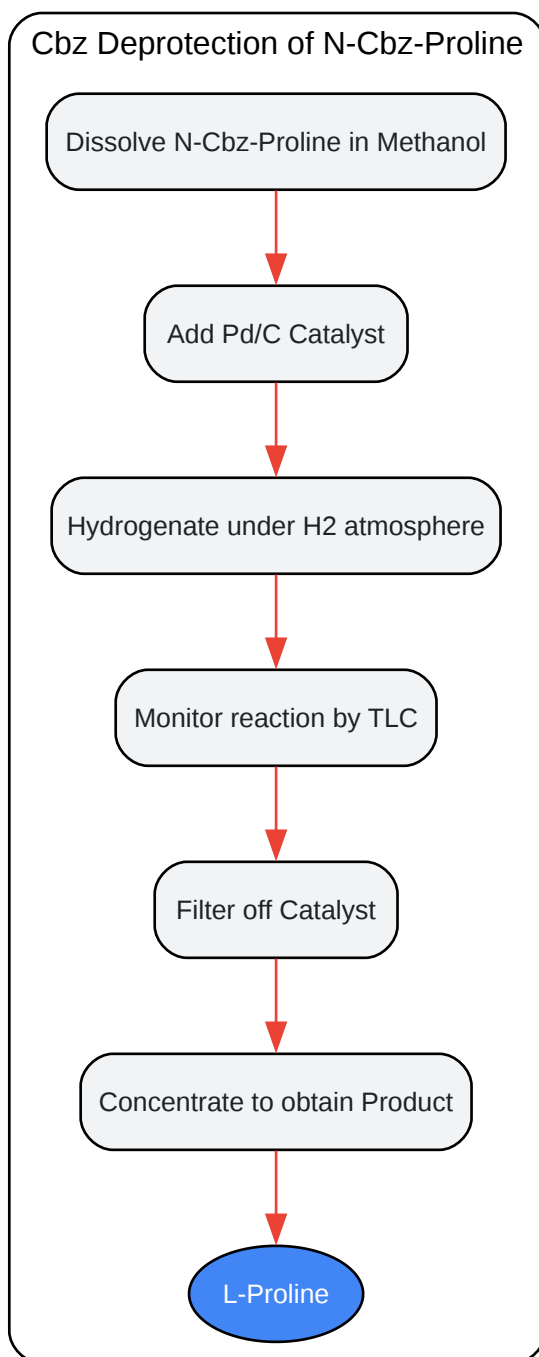 Cbz Deprotection of N-Cbz-Proline
Dissolve N-Cbz-Proline in Methanol
Add Pd/C Catalyst
Hydrogenate under H2 atmosphere
Monitor reaction by TLC
Filter off Catalyst
Concentrate to obtain Product
L-Proline